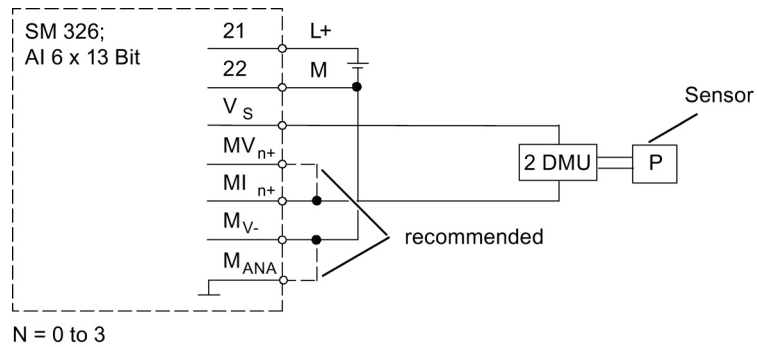 SM 326;
AI 6 x 13 Bit
21
L+
22
M
V S
MV n+
MI n+
M V-
M ANA
2 DMU
P
Sensor
recommended
N = 0 to 3